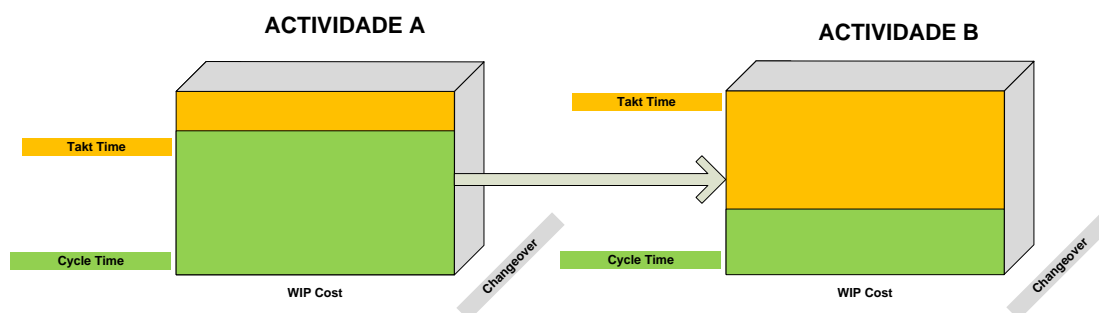 ACTIVIDADE A
Takt Time
Cycle Time
WIP Cost
Changeover
ACTIVIDADE B
Takt Time
Cycle Time
WIP Cost
Changeover